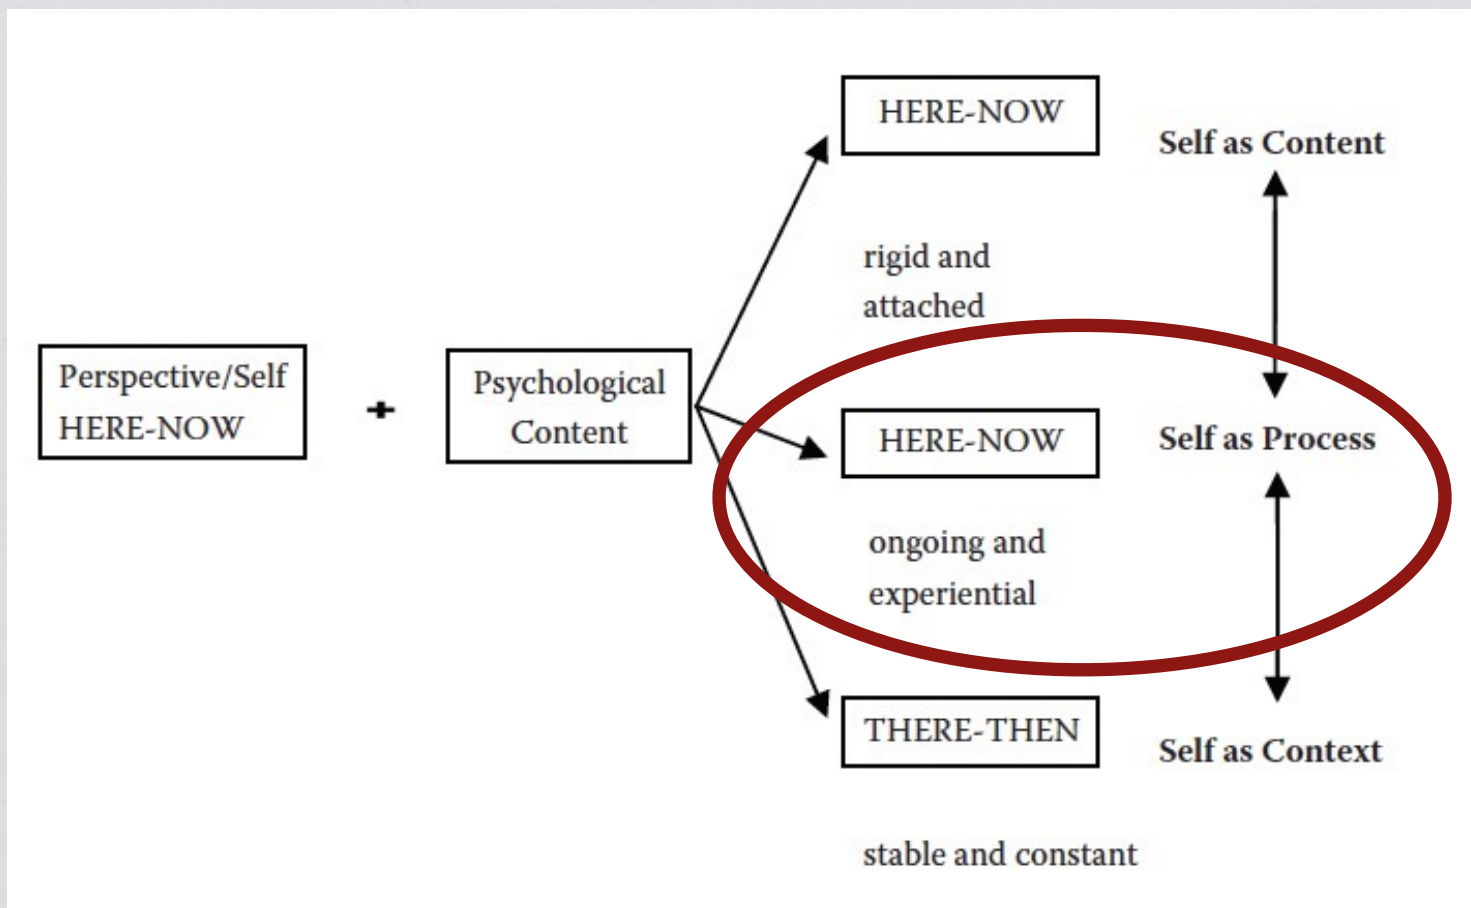 HERE-NOW
Self as Content
rigid and
attached
Perspective/Self
HERE-NOW
+
Psychological
Content
HERE-NOW
Self as Process
ongoing and
experiential
THERE-THEN
Self as Context
stable and constant